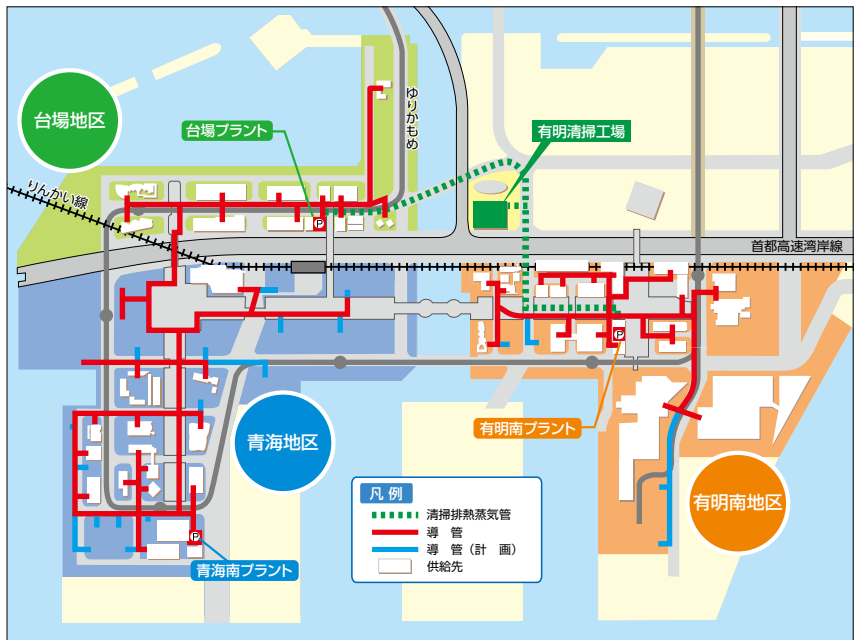 台場地区
台場プラント
ゆりかもめ
有明清掃工場
りんかい線
首都高速湾岸線
P
P
青海地区
有明南プラント
有明南地区
凡 例
清掃排熱蒸気管
導 管
導 管（計 画）
供給先
P
青海南プラント